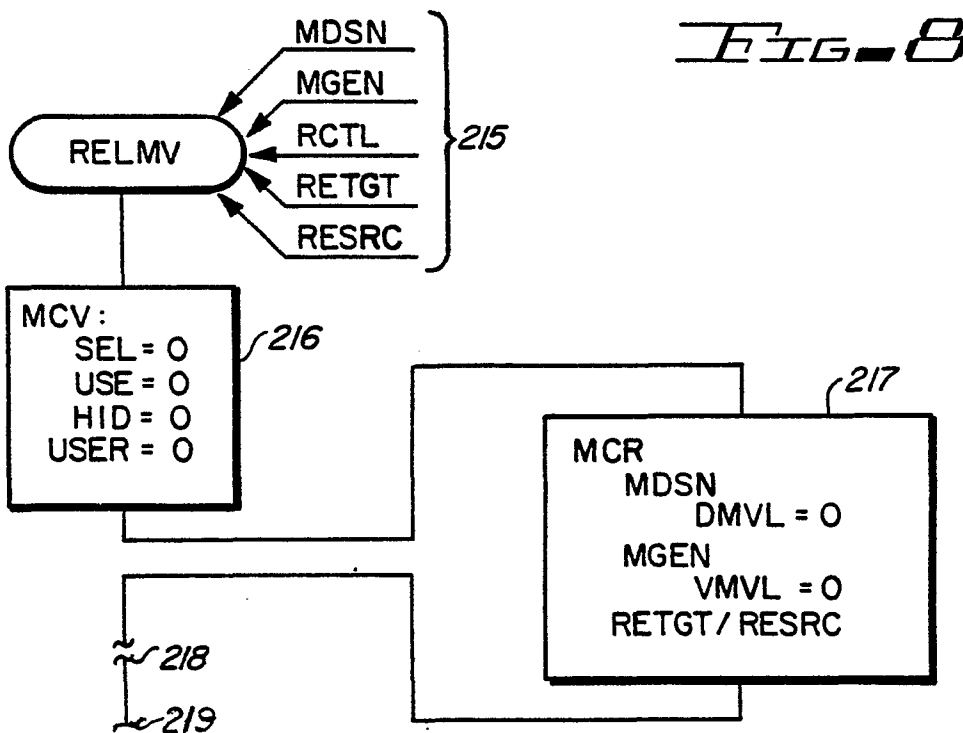 MDSN
FIG-8
MGEN
RELMV
RCTL
215
RETGT
RESRC
MCV:
SEL = 0
216
USE = 0
HID = 0
USER = 0
217
MCR
MDSN
DMVL = 0
MGEN
VMVL = 0
RETGT / RESRC
218
219